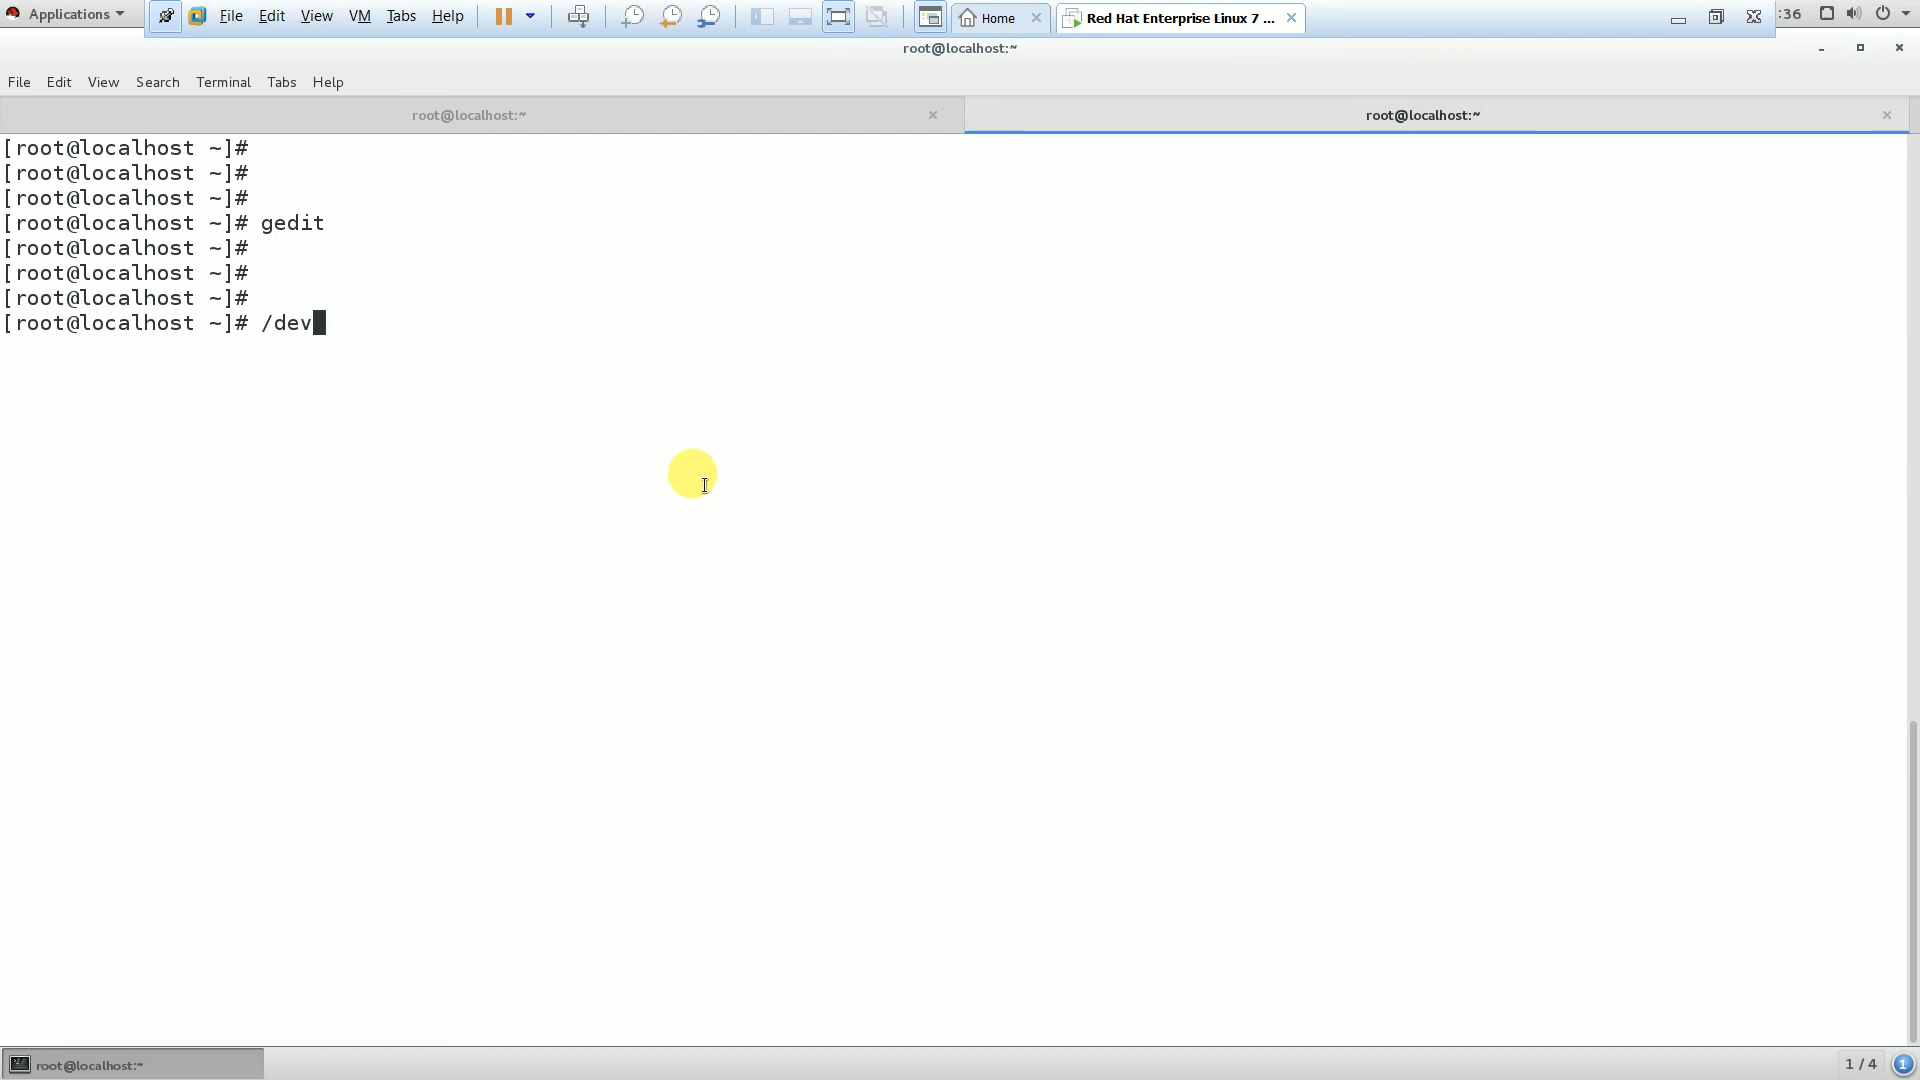 Applications
File Edit View VM Tabs Help
Home
Red Hat Enterprise Linux 7 ...
:36
root@localhost:~
File Edit View Search Terminal Tabs Help
root@localhost:~
root@localhost:~
[root@localhost ~]#
[root@localhost ~]#
[root@localhost ~]#
[root@localhost ~]# gedit
[root@localhost ~]#
[root@localhost ~]#
[root@localhost ~]#
[root@localhost ~]# /dev
root@localhost:~
1 / 4
1